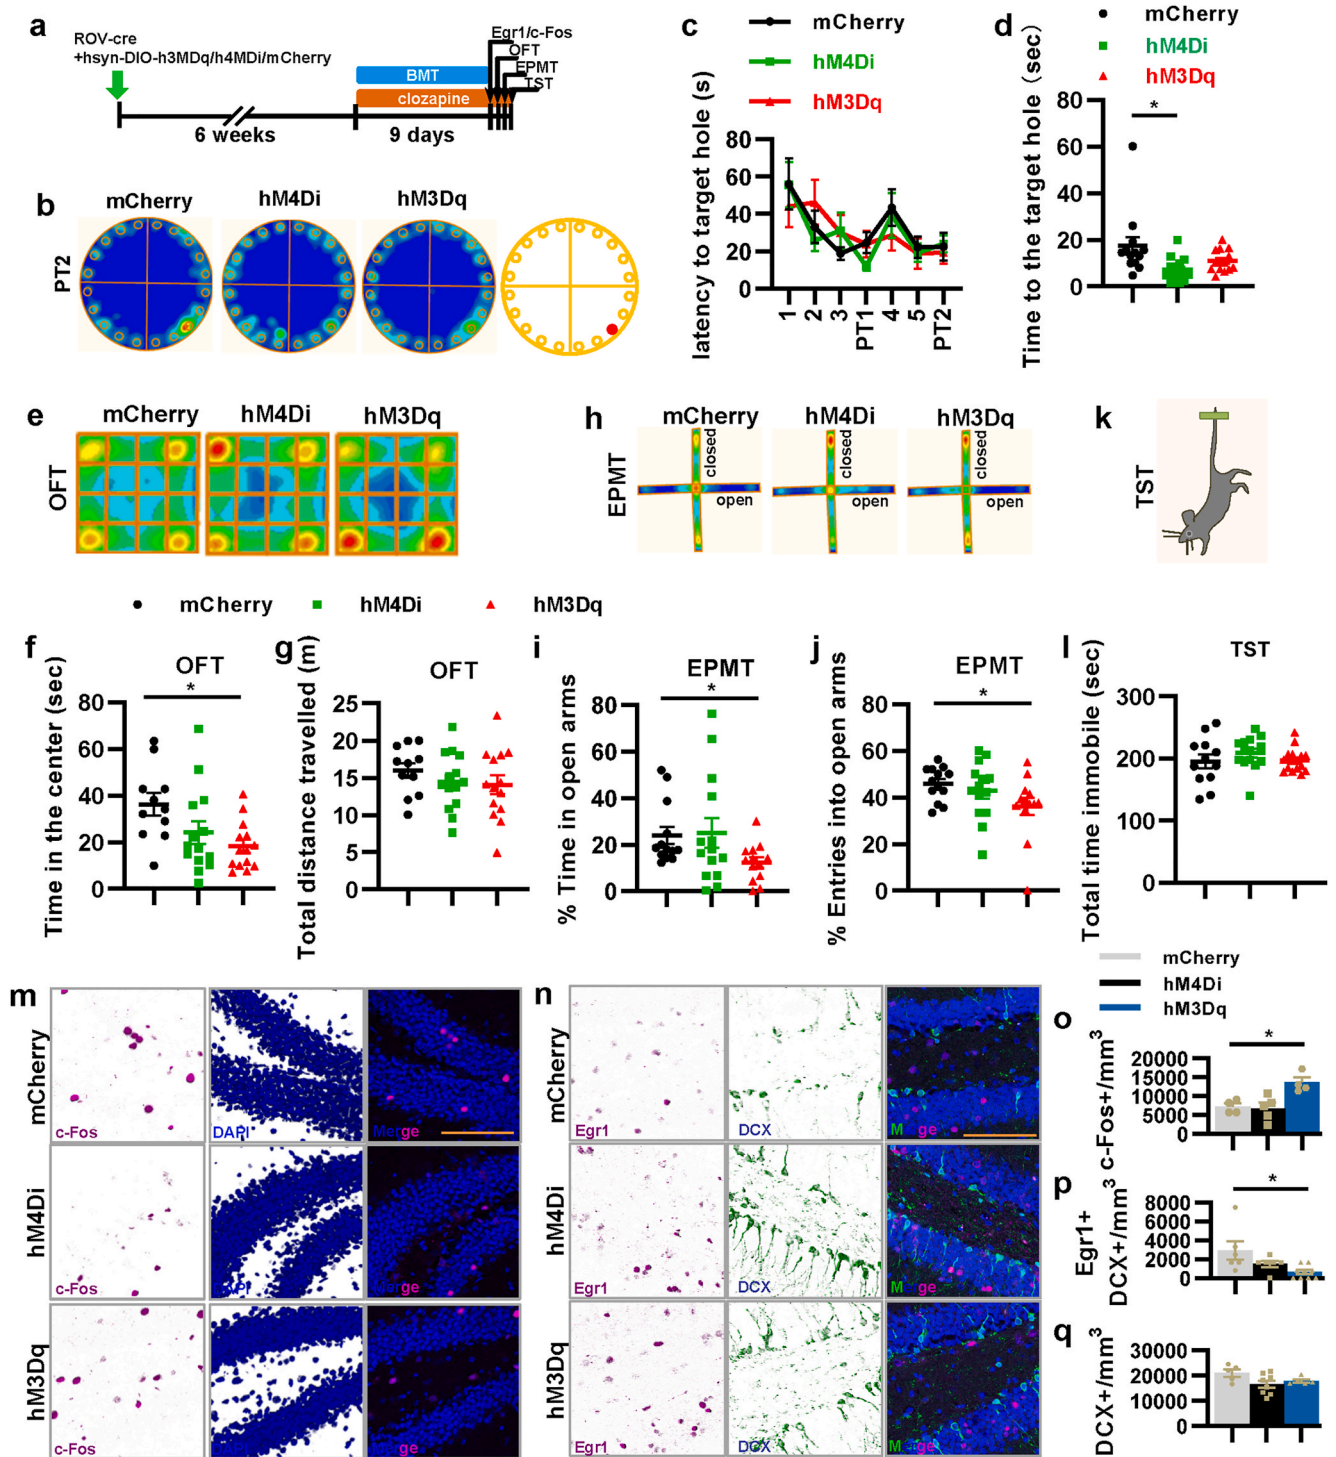 a
ROV-cre
+hsyn-DIO-h3MDq/h4MDi/mCherry
Egr1/c-Fos
OFT
EPMT
TST
BMT
clozapine
6 weeks
9 days
b
mCherry
hM4Di
hM3Dq
PT2
c
mCherry
hM4Di
hM3Dq
latency to target hole (s)
80
60
40
20
0
1
2
3
PT1
4
5
PT2
d
mCherry
hM4Di
hM3Dq
Time to the target hole (sec)
80
60
40
20
0
*
e
mCherry
hM4Di
hM3Dq
OFT
h
mCherry
hM4Di
hM3Dq
EPMT
closed
open
closed
open
closed
open
k
TST
mCherry
hM4Di
hM3Dq
f
OFT
Time in the center (sec)
80
60
40
20
0
*
g
OFT
Total distance travelled (m)
25
20
15
10
5
0
i
EPMT
% Time in open arms
80
60
40
20
0
*
j
EPMT
% Entries into open arms
80
60
40
20
0
*
l
TST
Total time immobile (sec)
300
200
100
0
m
mCherry
c-Fos
DAPI
Merge
hM4Di
c-Fos
DAPI
Merge
hM3Dq
c-Fos
ge
n
mCherry
Egr1
DCX
M ge
hM4Di
Egr1
DCX
M ge
hM3Dq
Egr1
DCX
M ge
mCherry
hM4Di
hM3Dq
o
c-Fos+/mm³
20000
15000
10000
5000
0
*
p
Egr1+
DCX+/mm³
8000
6000
4000
2000
0
*
q
DCX+/mm³
30000
20000
10000
0